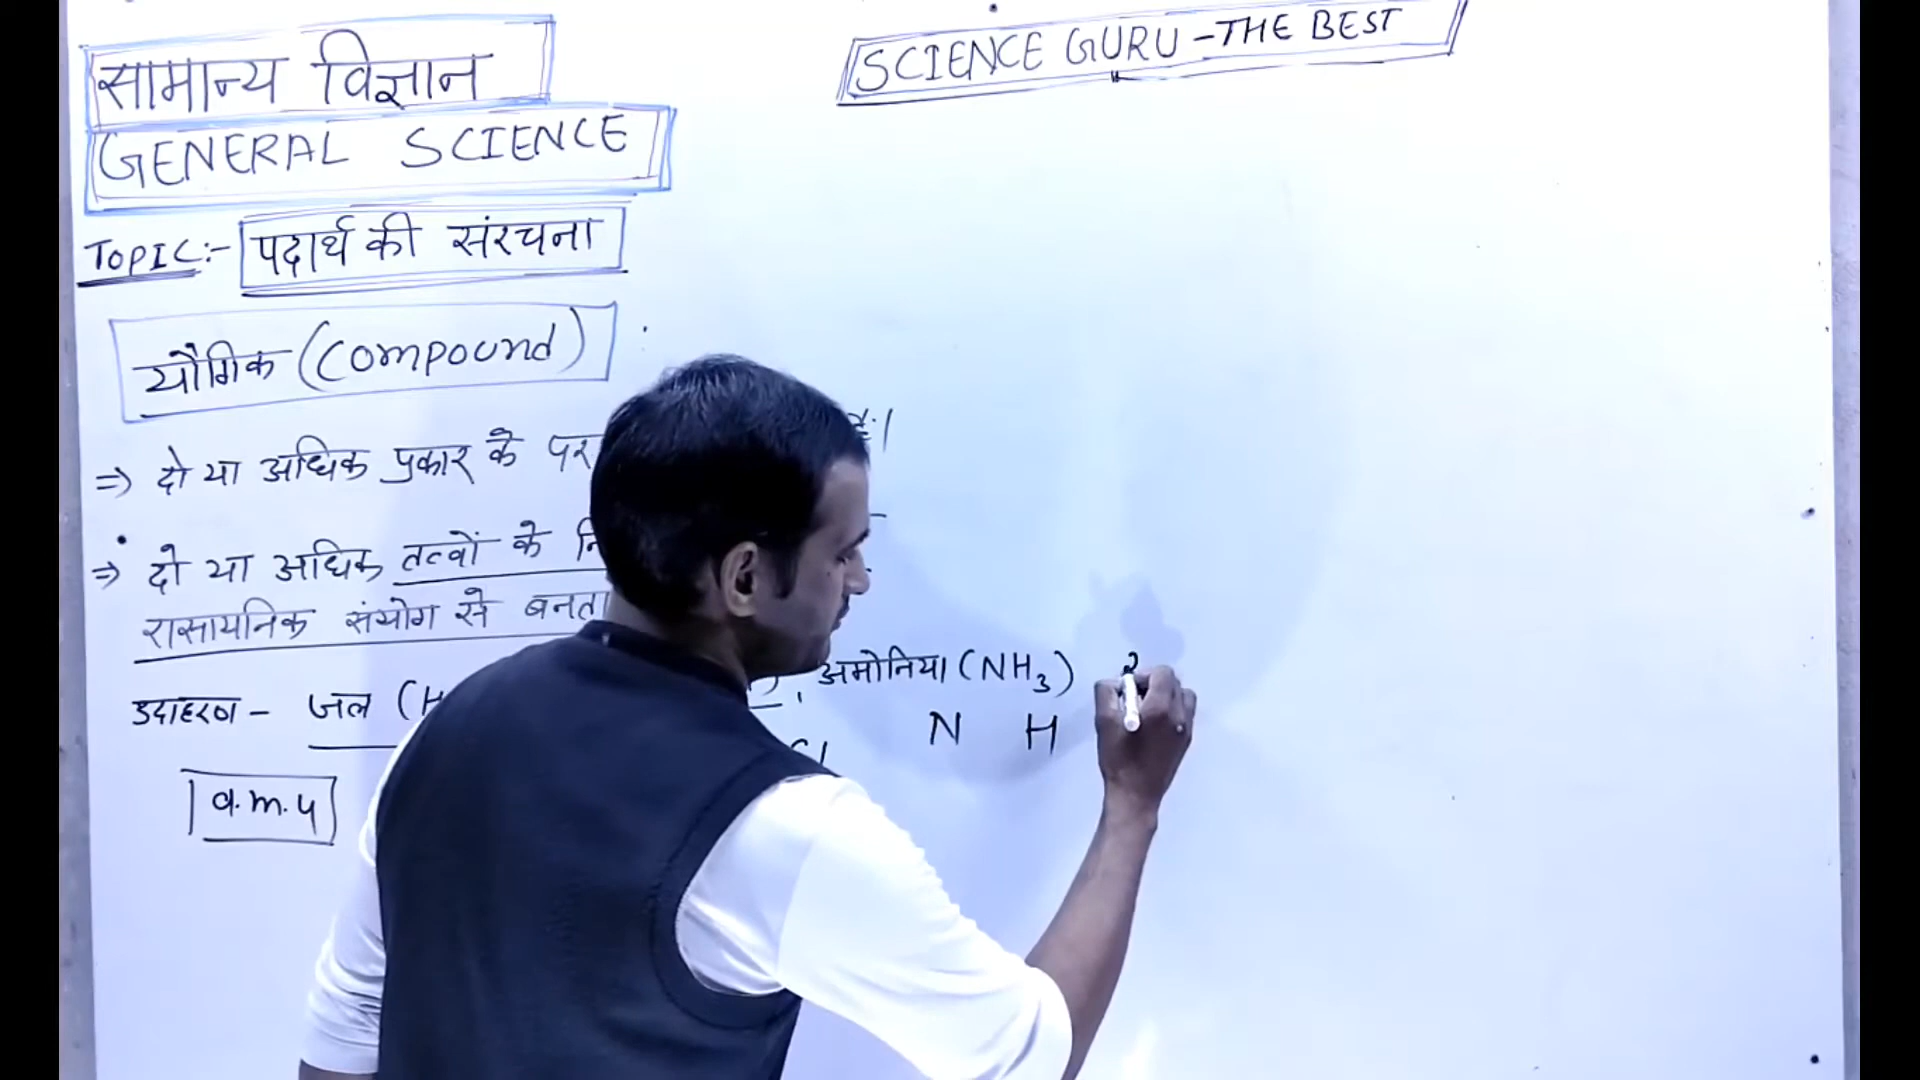 सामान्य विज्ञान
GENERAL SCIENCE
SCIENCE GURU - THE BEST
TOPIC:- पदार्थ की संरचना
यौगिक (Compound)
⇒ दो या अधिक प्रकार के
⇒ दो या अधिक तत्वों के
रासायनिक संयोग से बनता
उदाहरण - जल (H , अमोनिया (NH₃)
Cl N H